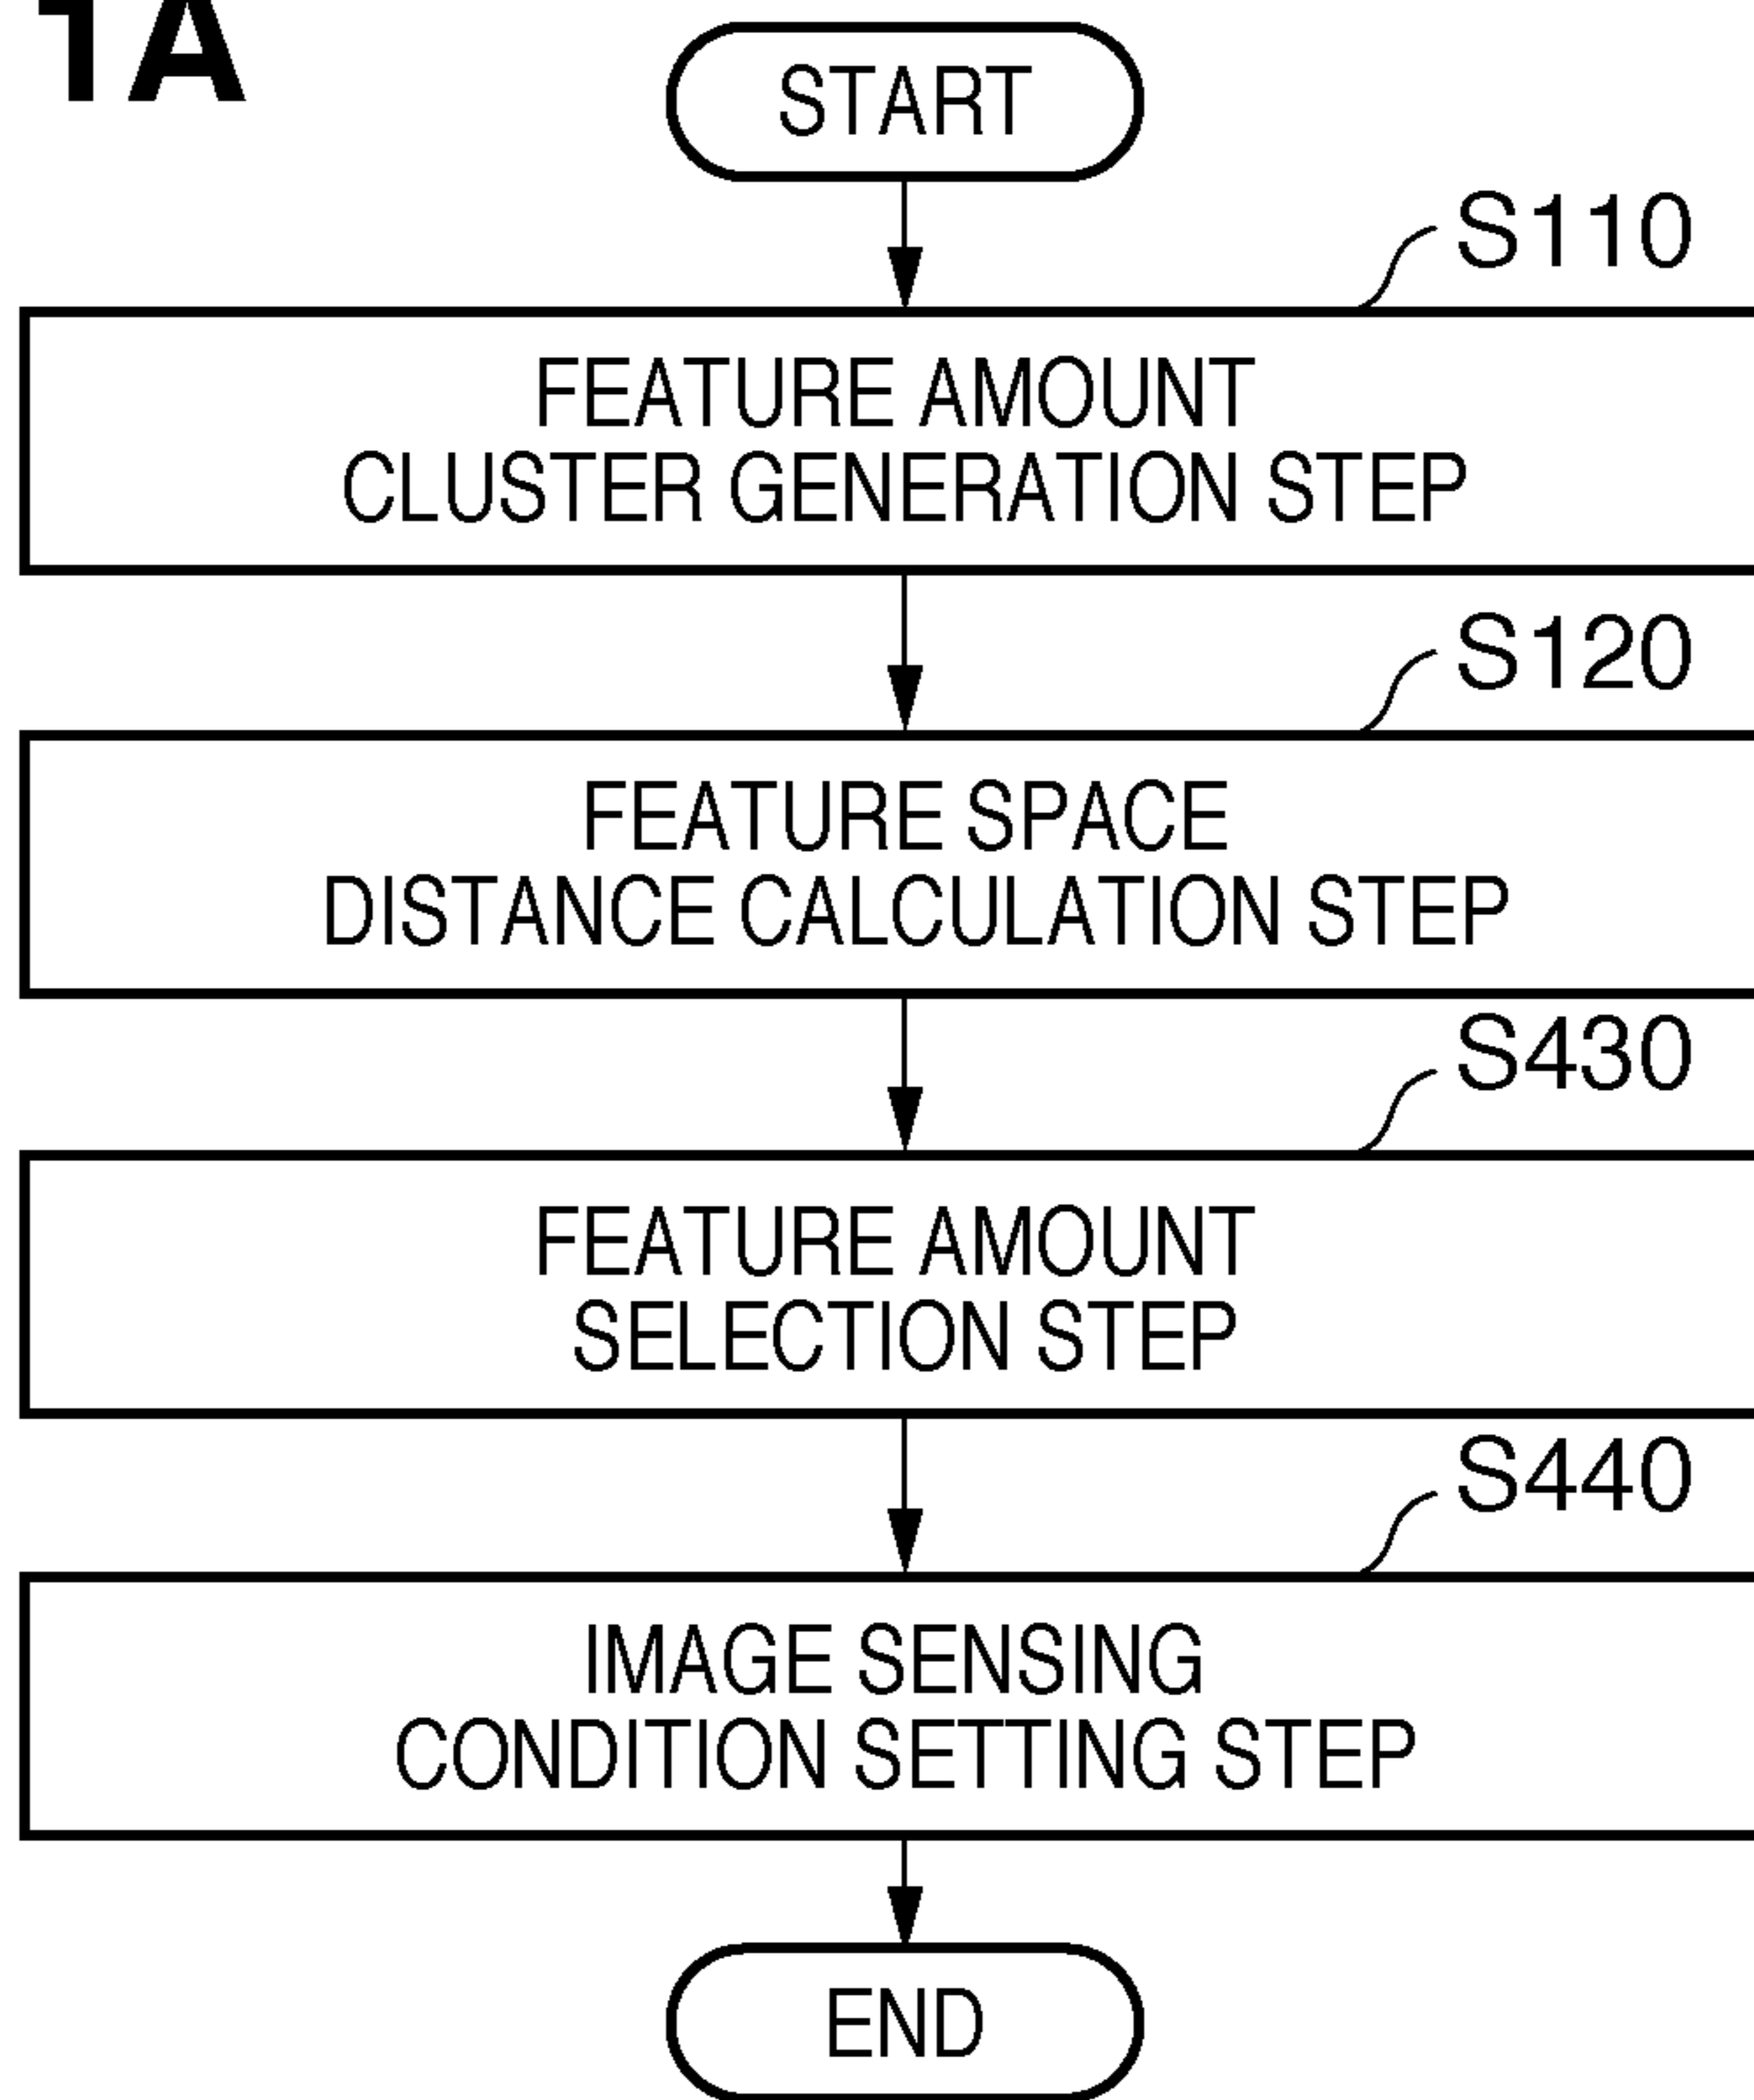 1A
START
S110
FEATURE AMOUNT
CLUSTER GENERATION STEP
S120
FEATURE SPACE
DISTANCE CALCULATION STEP
S430
FEATURE AMOUNT
SELECTION STEP
S440
IMAGE SENSING
CONDITION SETTING STEP
END